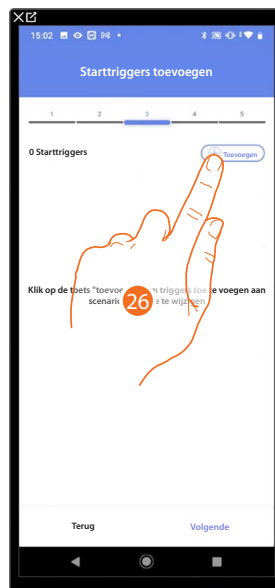 15:02
Starttriggers toevoegen
1 2 3 4 5
0 Starttriggers
Toevoegen
Klik op de toets "toevoe m triggers toe te voegen aan
scenari e te wijzigen
26
Terug Volgende